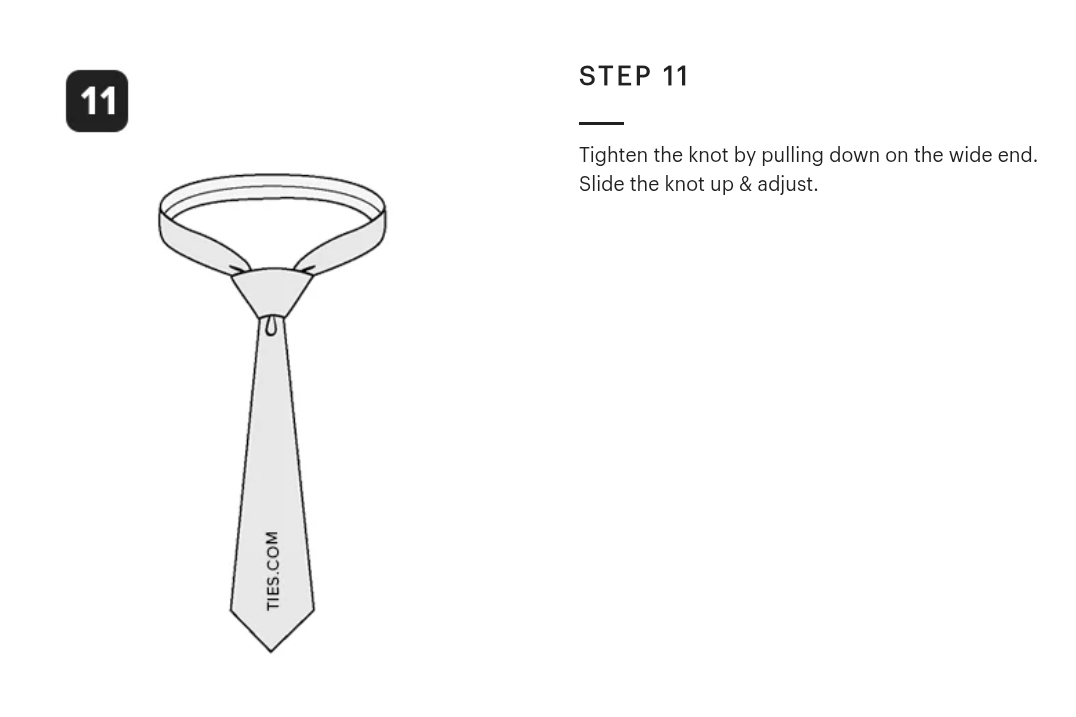 11
STEP 11
Tighten the knot by pulling down on the wide end.
Slide the knot up & adjust.
TIES.COM